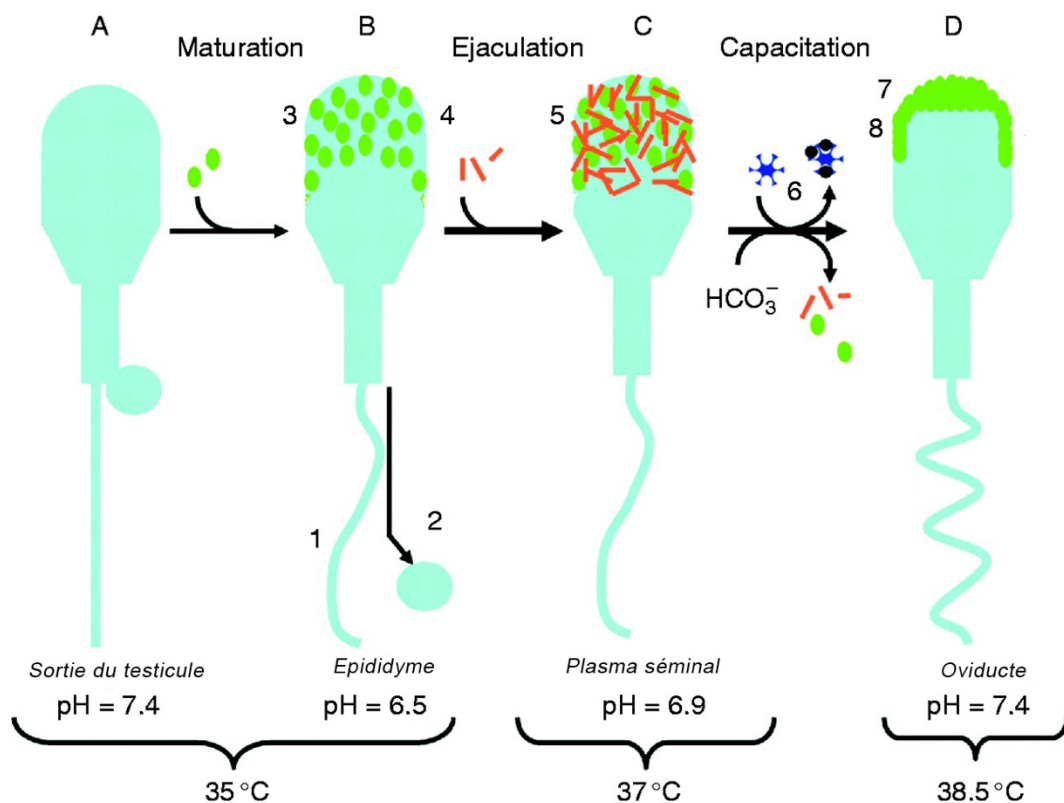 A
B
C
D
Maturation
Ejaculation
Capacitation
3
4
5
6
7
8
HCO₃⁻
1
2
Sortie du testicule
Epididyme
Plasma séminal
Oviducte
pH = 7.4
pH = 6.5
pH = 6.9
pH = 7.4
35 °C
37 °C
38.5 °C